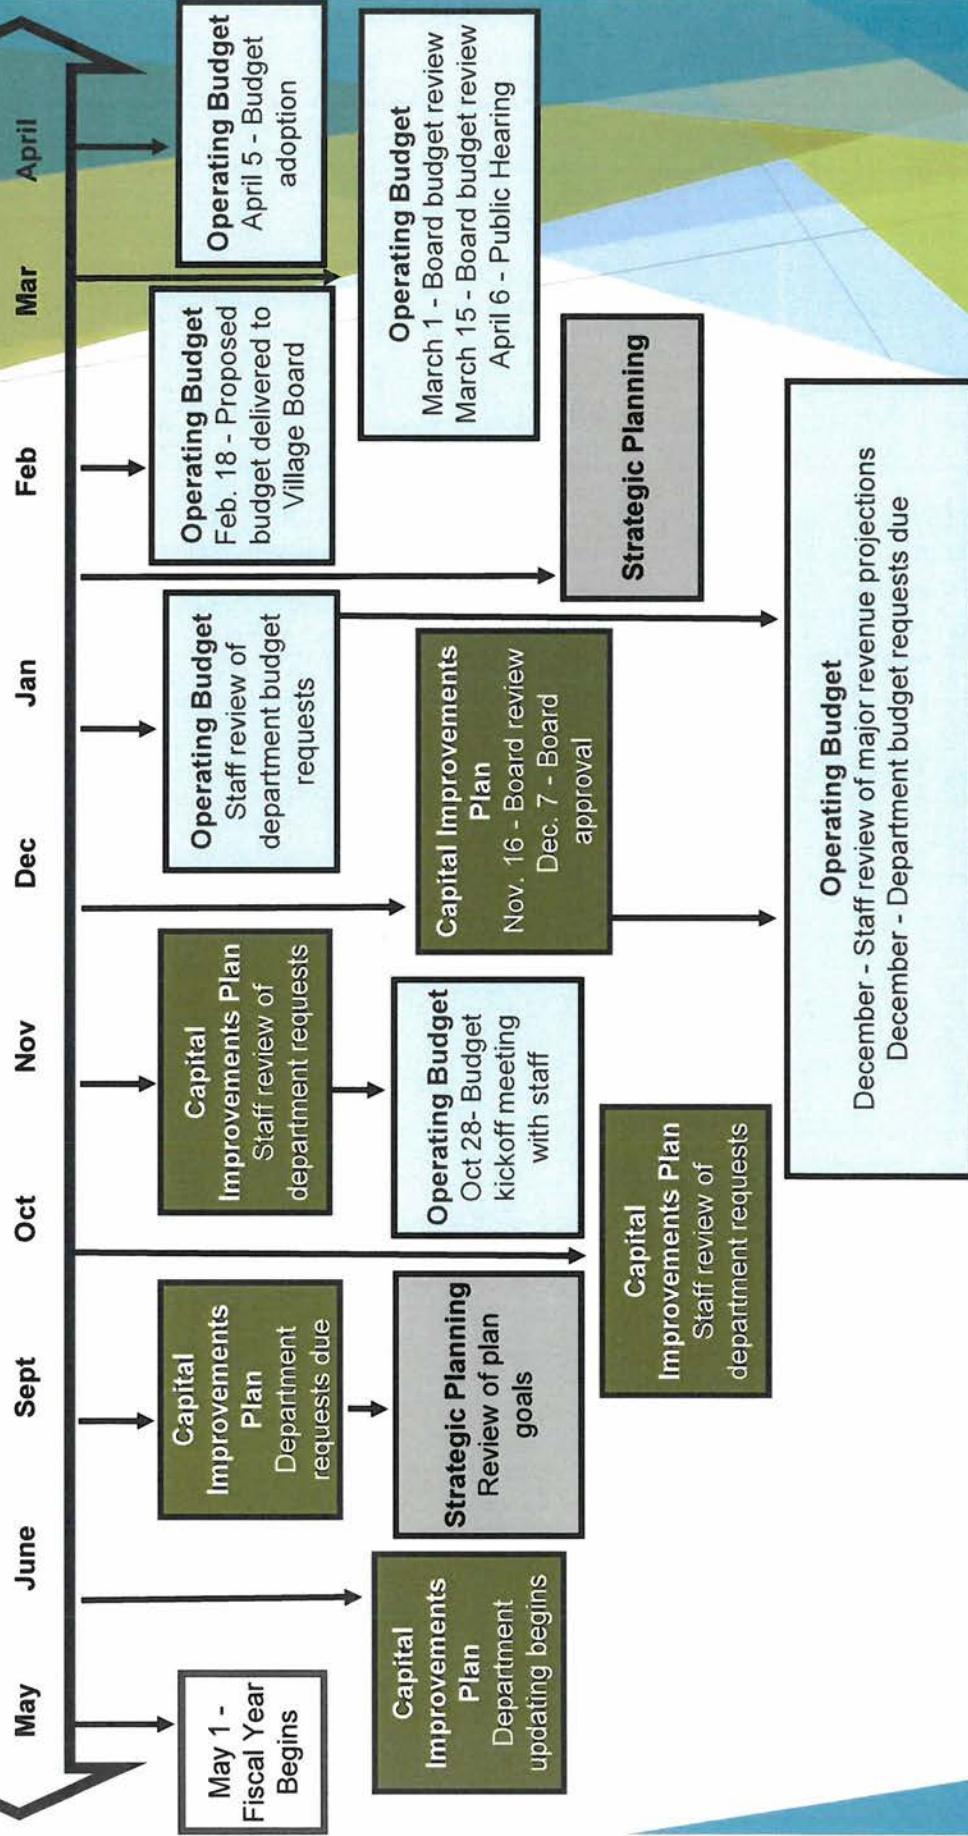 May
June
Sept
Oct
Nov
Dec
Jan
Feb
Mar
April
May 1 -
Fiscal Year
Begins
Capital
Improvements
Plan
Department
updating begins
Capital
Improvements
Plan
Department
requests due
Strategic Planning
Review of plan
goals
Capital
Improvements Plan
Staff review of
department requests
Capital
Improvements Plan
Staff review of
department requests
Operating Budget
Oct 28- Budget
kickoff meeting
with staff
Capital Improvements
Plan
Nov. 16 - Board review
Dec. 7 - Board
approval
Operating Budget
December - Staff review of major revenue projections
December - Department budget requests due
Operating Budget
Staff review of
department budget
requests
Strategic Planning
Operating Budget
Feb. 18 - Proposed
budget delivered to
Village Board
Operating Budget
March 1 - Board budget review
March 15 - Board budget review
April 6 - Public Hearing
Operating Budget
April 5 - Budget
adoption